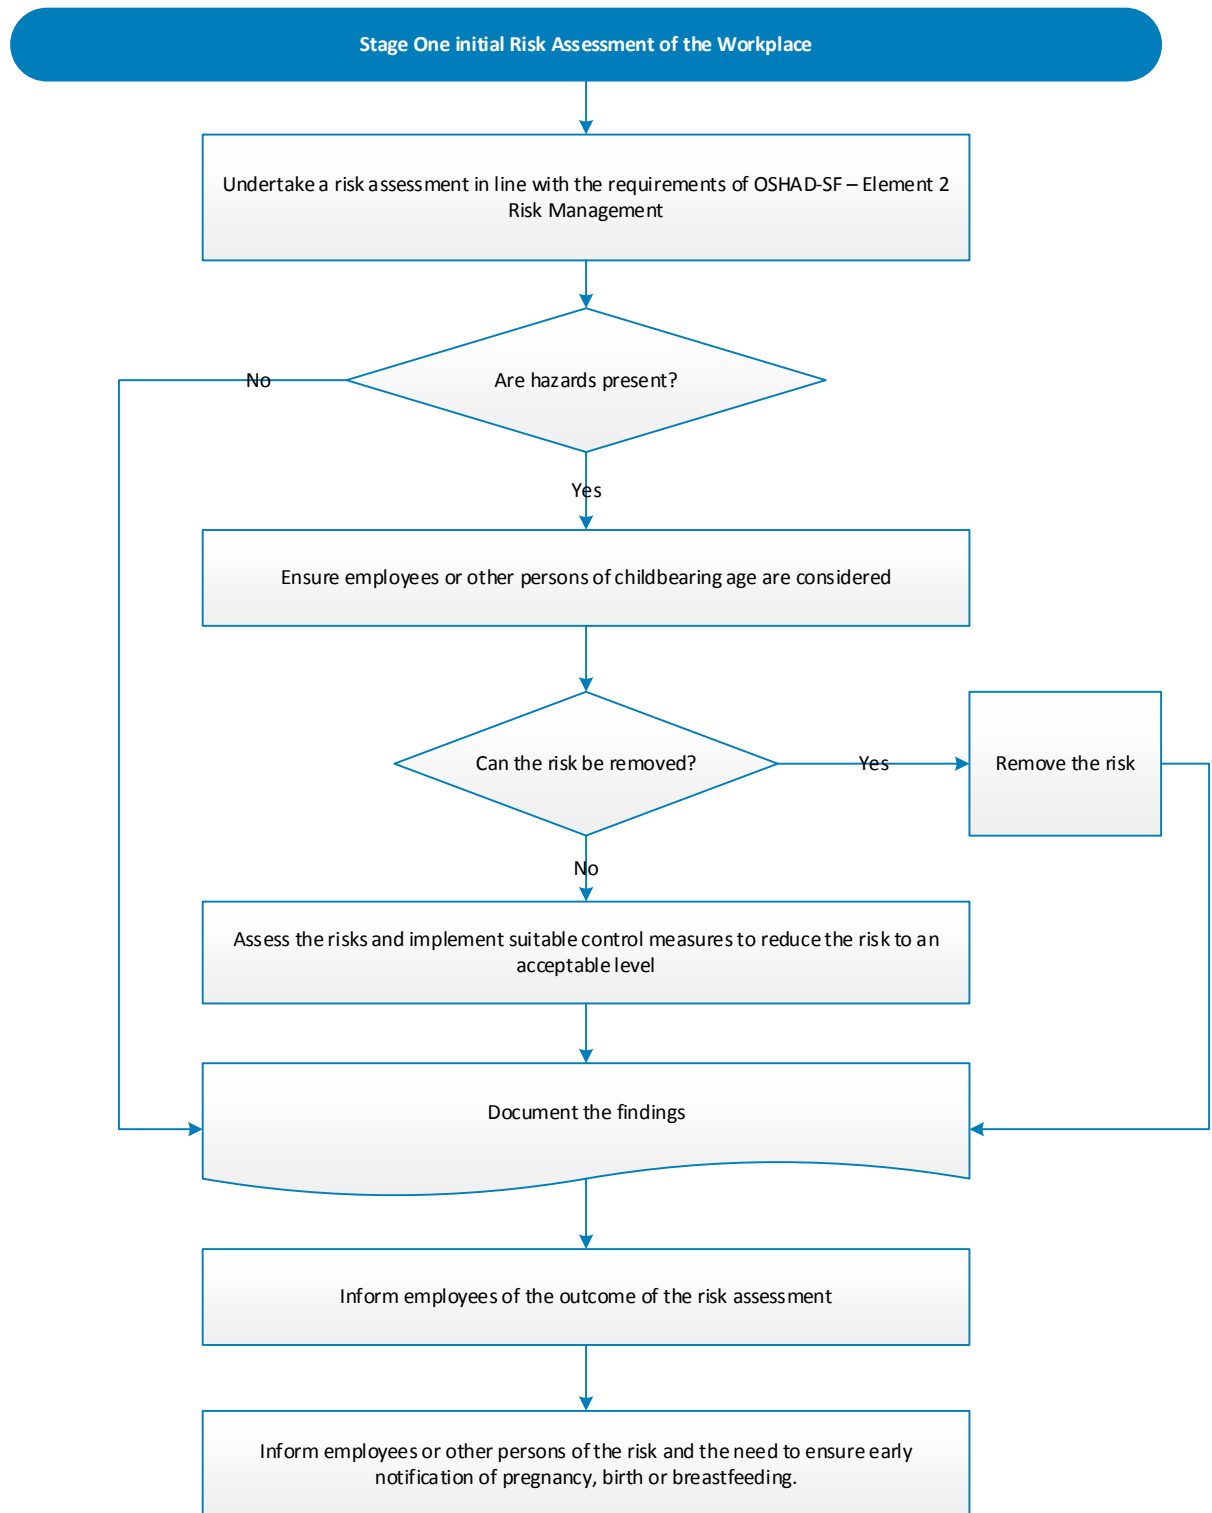 Stage One initial Risk Assessment of the Workplace
Undertake a risk assessment in line with the requirements of OSHAD-SF – Element 2
Risk Management
Are hazards present?
No
Yes
Ensure employees or other persons of childbearing age are considered
Can the risk be removed?
Yes
Remove the risk
No
Assess the risks and implement suitable control measures to reduce the risk to an
acceptable level
Document the findings
Inform employees of the outcome of the risk assessment
Inform employees or other persons of the risk and the need to ensure early
notification of pregnancy, birth or breastfeeding.